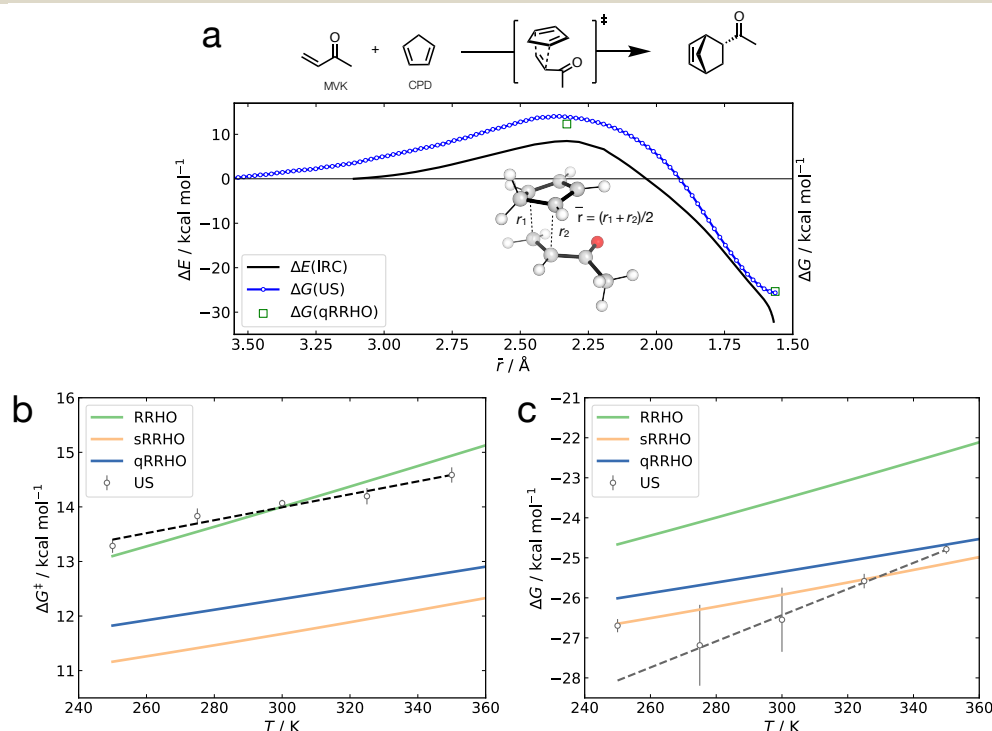 a
O
MVK
+
CPD
O
‡
O
ΔE / kcal mol⁻¹
10
0
−10
−20
−30
ΔG / kcal mol⁻¹
r₁
r₂
r̄ = (r₁ + r₂)/2
ΔE(IRC)
ΔG(US)
ΔG(qRRHO)
3.50 3.25 3.00 2.75 2.50 2.25 2.00 1.75 1.50
r̄ / Å
b
ΔG‡ / kcal mol⁻¹
16
15
14
13
12
11
RRHO
sRRHO
qRRHO
US
240 260 280 300 320 340 360
T / K
c
ΔG / kcal mol⁻¹
−21
−22
−23
−24
−25
−26
−27
−28
RRHO
sRRHO
qRRHO
US
240 260 280 300 320 340 360
T / K